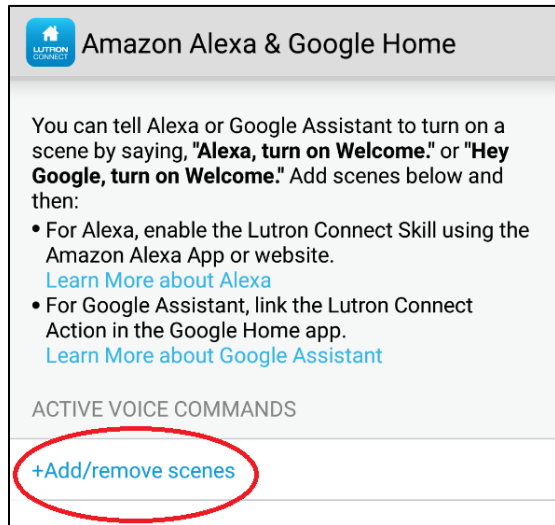 LUTRON
CONNECT
Amazon Alexa & Google Home
You can tell Alexa or Google Assistant to turn on a
scene by saying, "Alexa, turn on Welcome." or "Hey
Google, turn on Welcome." Add scenes below and
then:
• For Alexa, enable the Lutron Connect Skill using the
Amazon Alexa App or website.
Learn More about Alexa
• For Google Assistant, link the Lutron Connect
Action in the Google Home app.
Learn More about Google Assistant
ACTIVE VOICE COMMANDS
+Add/remove scenes